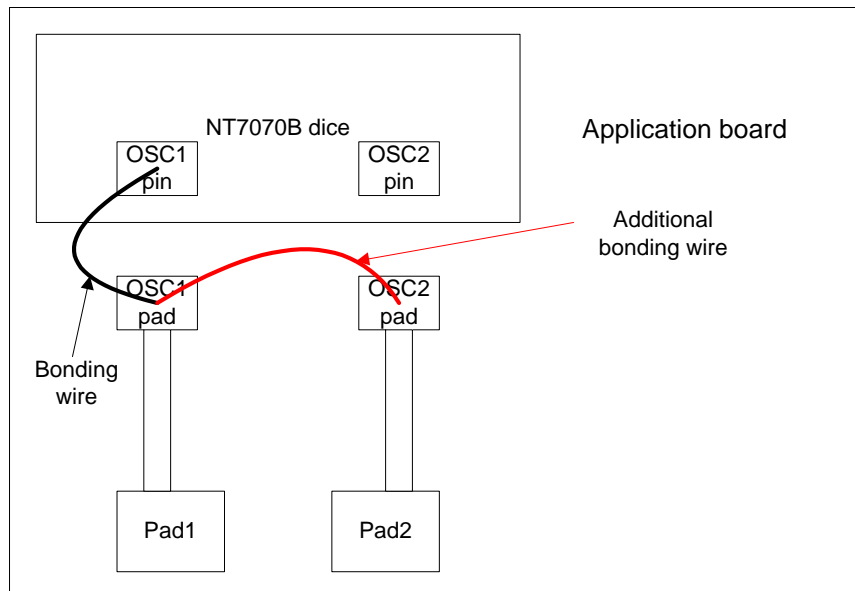 NT7070B dice
Application board
OSC1
pin
OSC2
pin
Additional
bonding wire
OSC1
pad
OSC2
pad
Bonding
wire
Pad1
Pad2